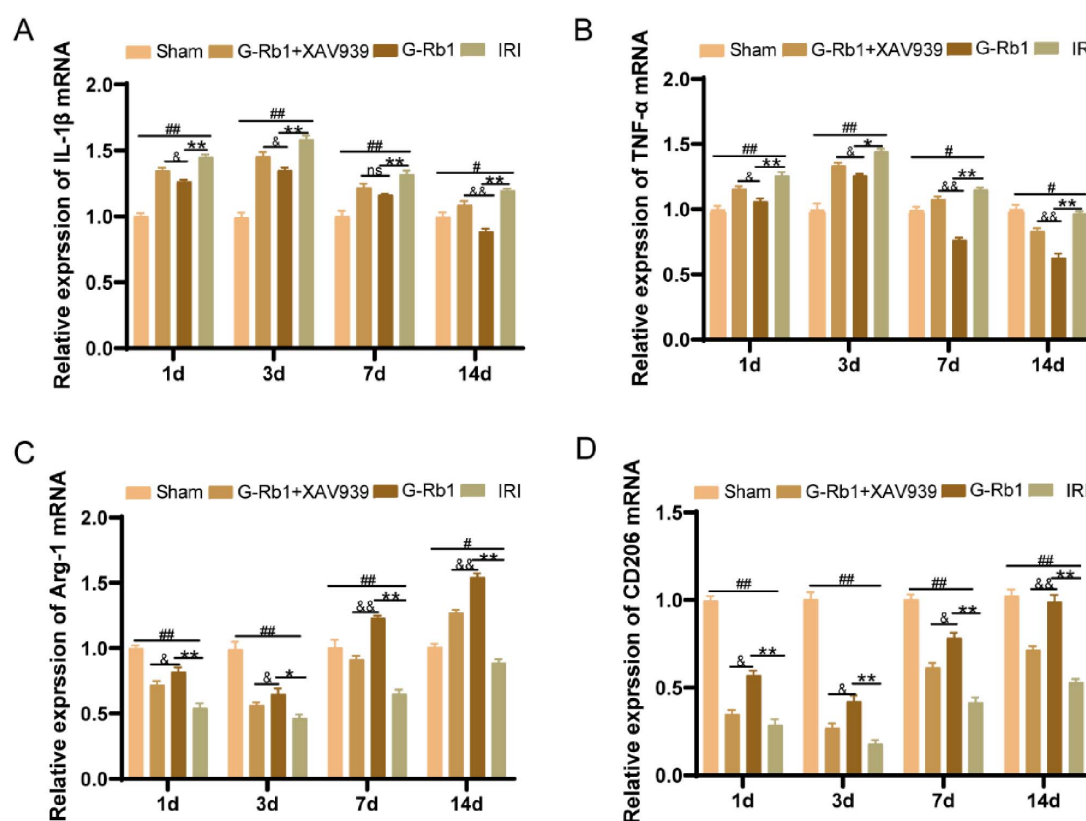 A
Sham G-Rb1+XAV939 G-Rb1 IRI
Relative exprssion of IL-1β mRNA
2.0
1.5
1.0
0.5
0.0
## ## ## #
& ** & ** ns ** && **
1d 3d 7d 14d
B
Sham G-Rb1+XAV939 G-Rb1 IRI
Relative exprssion of TNF-α mRNA
2.0
1.5
1.0
0.5
0.0
## ## # #
& ** & * && ** && **
1d 3d 7d 14d
C
Sham G-Rb1+XAV939 G-Rb1 IRI
Relative exprssion of Arg-1 mRNA
2.0
1.5
1.0
0.5
0.0
## ## ## #
& ** & * && ** && **
1d 3d 7d 14d
D
Sham G-Rb1+XAV939 G-Rb1 IRI
Relative exprssion of CD206 mRNA
1.5
1.0
0.5
0.0
## ## ## ##
& ** & ** & ** && **
1d 3d 7d 14d